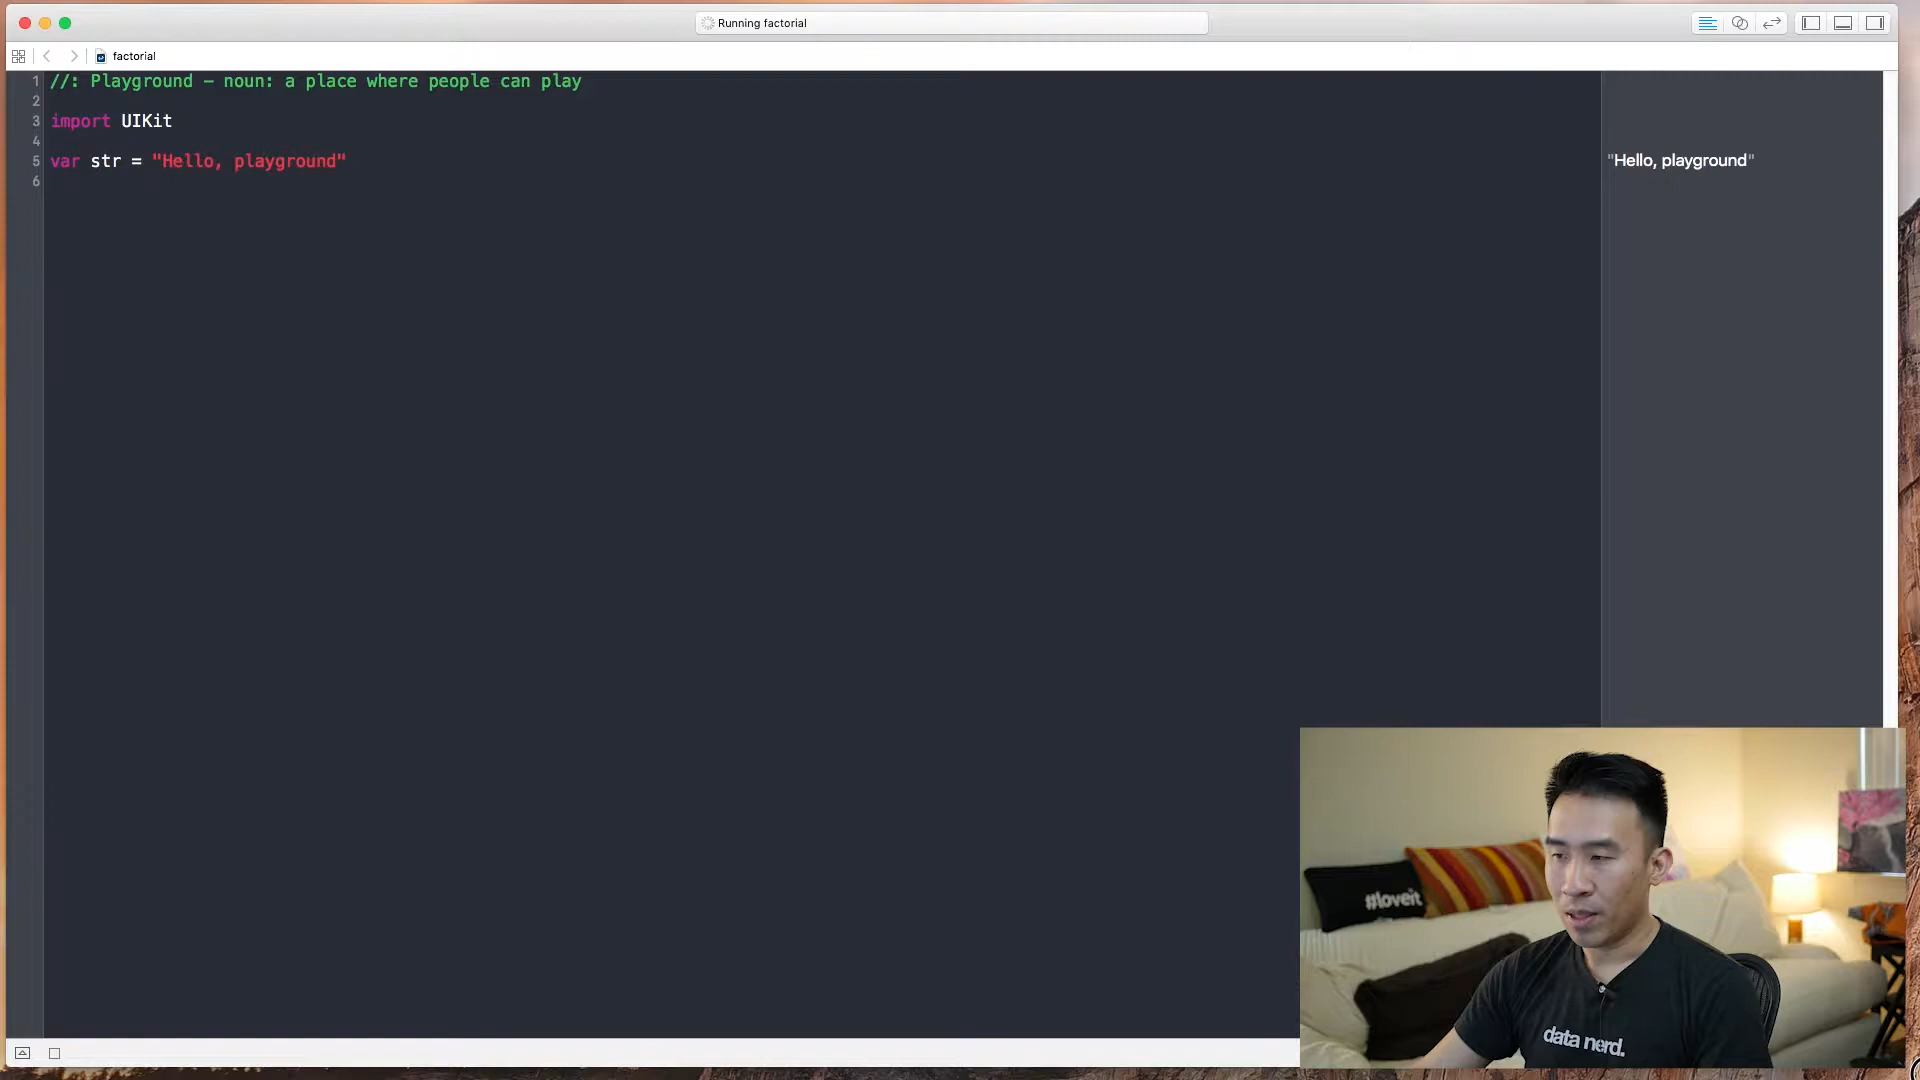 Running factorial
factorial
1 //: Playground - noun: a place where people can play
2
3 import UIKit
4
5 var str = "Hello, playground"
"Hello, playground"
6
#loveit
data nerd.